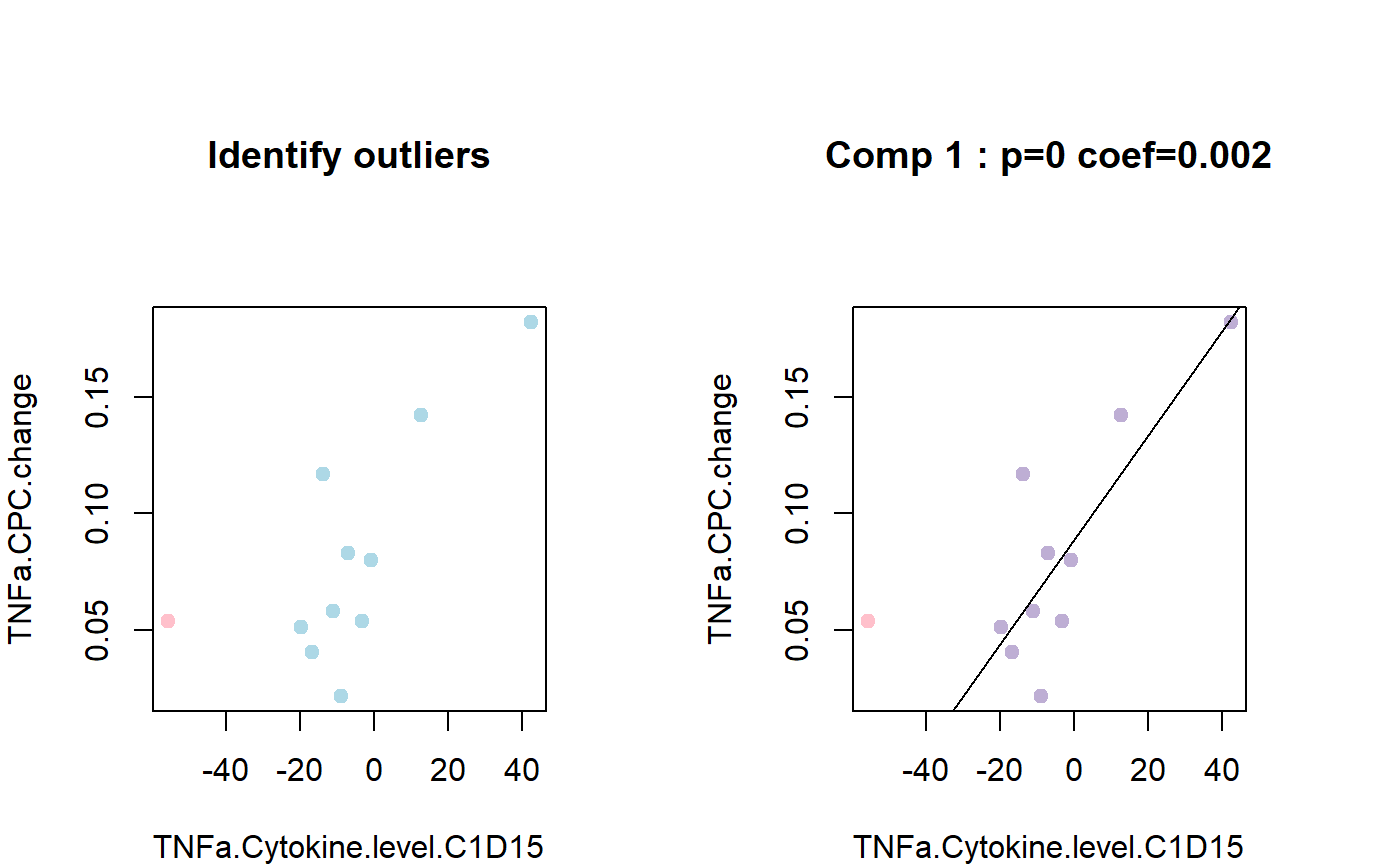 Identify outliers
TNFa.CPC.change
0.15
0.10
0.05
-40 -20 0 20 40
TNFa.Cytokine.level.C1D15
Comp 1 : p=0 coef=0.002
TNFa.CPC.change
0.15
0.10
0.05
-40 -20 0 20 40
TNFa.Cytokine.level.C1D15